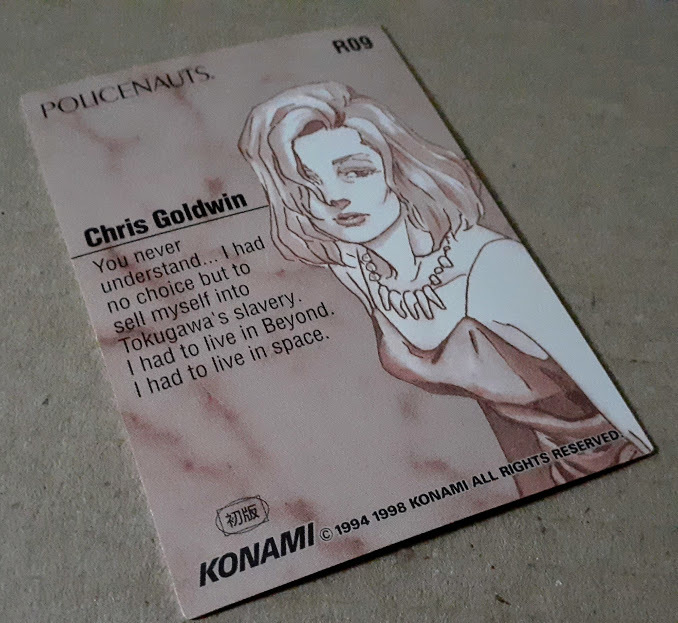 POLICENAUTS.
R09
Chris Goldwin
You never
understand... I had
no choice but to
sell myself into
Tokugawa's slavery.
I had to live in Beyond.
I had to live in space.
初版
KONAMI © 1994 1998 KONAMI ALL RIGHTS RESERVED.